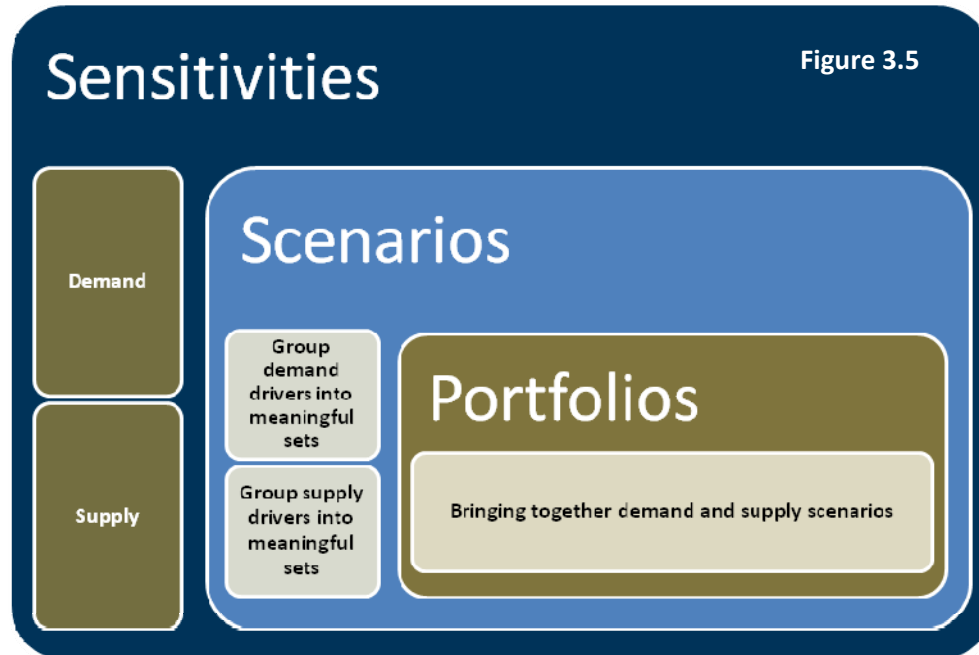 Sensitivities
Figure 3.5
Demand
Supply
Scenarios
Group
demand
drivers into
meaningful
sets
Group supply
drivers into
meaningful
sets
Portfolios
Bringing together demand and supply scenarios